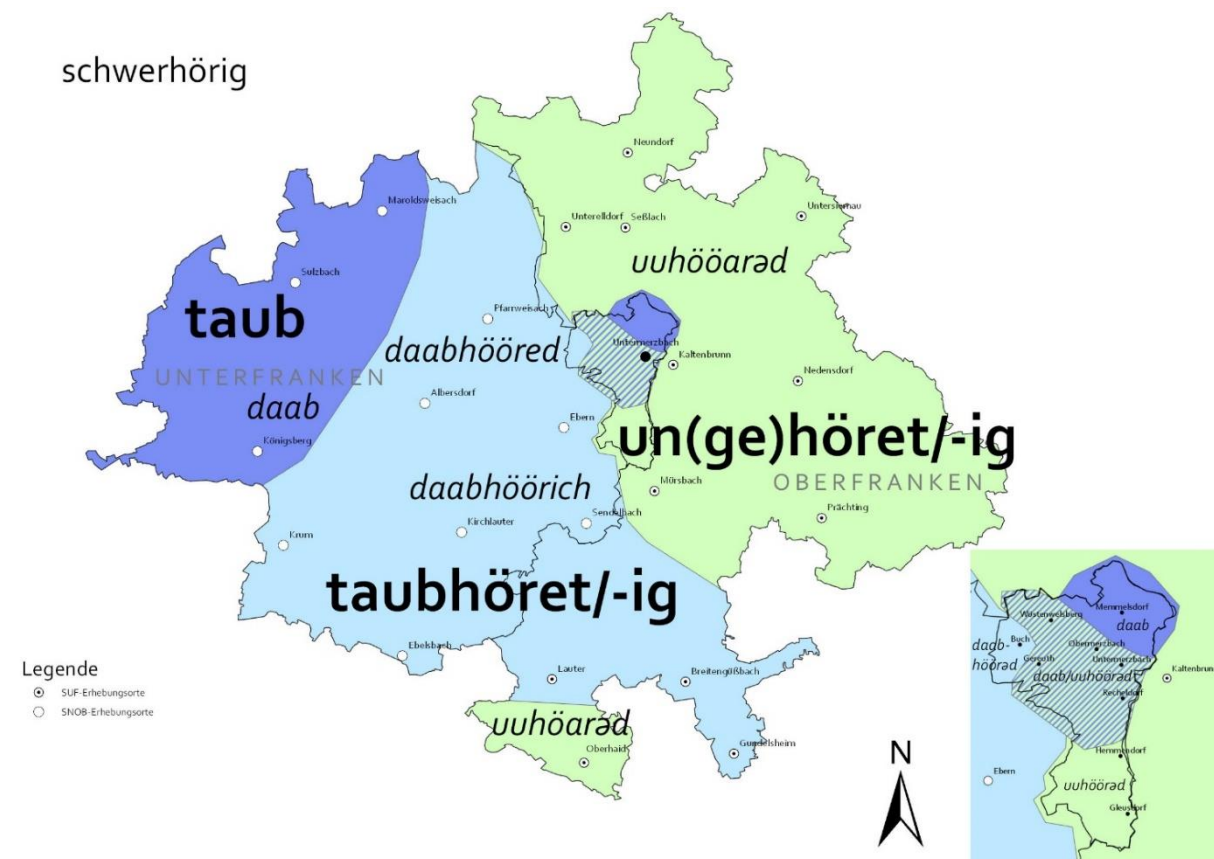 schwerhörig
Neundorf
Maroldsweisach
Unterelldorf
Seßlach
Untersiemau
uuhööarəd
Sulzbach
taub
Pfarrweisach
daabhööred
Untermerzbach
Kaltenbrunn
UNTERFRANKEN
Nedensdorf
daab
Albersdorf
Ebern
un(ge)höret/-ig
Königsberg
OBERFRANKEN
daabhöörich
Mürsbach
Prächting
Kirchlauter
Sendelbach
Krum
taubhöret/-ig
Ebelsbach
Legende
SUF-Erhebungsorte
SNOB-Erhebungsorte
Lauter
Breitengüßbach
uuhöarəd
Oberhaid
Gundelsheim
N
Memmelsdorf
Wüstenwelsberg
daab
Buch
Obermerzbach
daab-
höörəd
Gereuth
Untermerzbach
Kaltenbrunn
daab/uuhöörəd
Recheldorf
Hemmendorf
Ebern
uuhöörəd
Gleusdorf